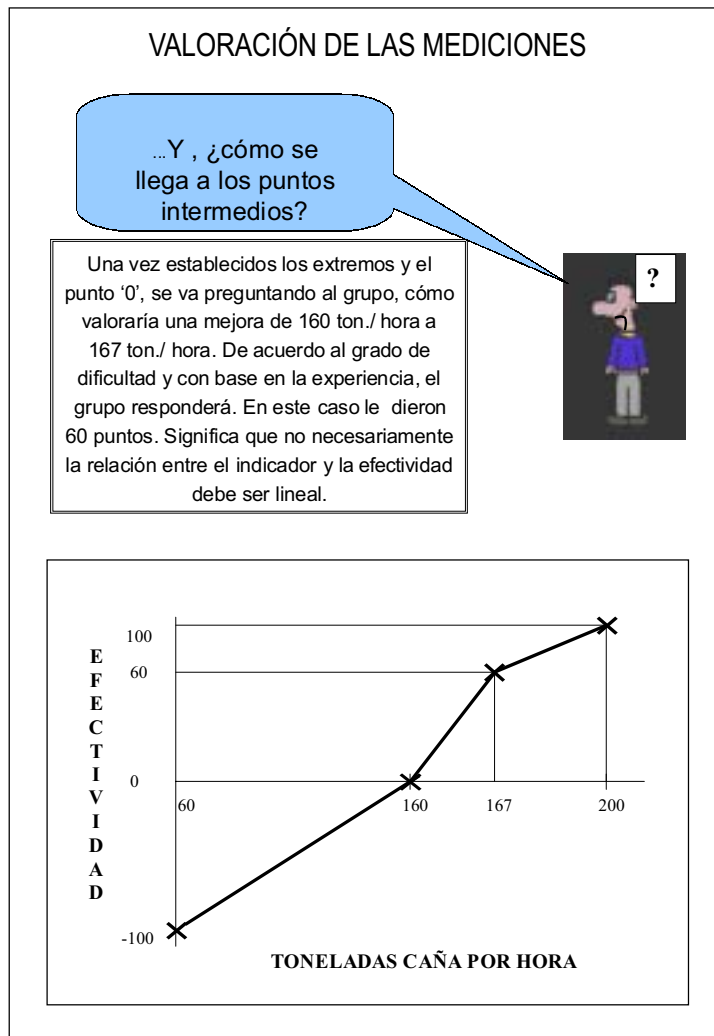 VALORACIÓN DE LAS MEDICIONES
...Y , ¿cómo se
llega a los puntos
intermedios?
?
Una vez establecidos los extremos y el
punto ‘0’, se va preguntando al grupo, cómo
valoraría una mejora de 160 ton./ hora a
167 ton./ hora. De acuerdo al grado de
dificultad y con base en la experiencia, el
grupo responderá. En este caso le dieron
60 puntos. Significa que no necesariamente
la relación entre el indicador y la efectividad
debe ser lineal.
EFECTIVIDAD
100
60
0
-100
60
160
167
200
TONELADAS CAÑA POR HORA